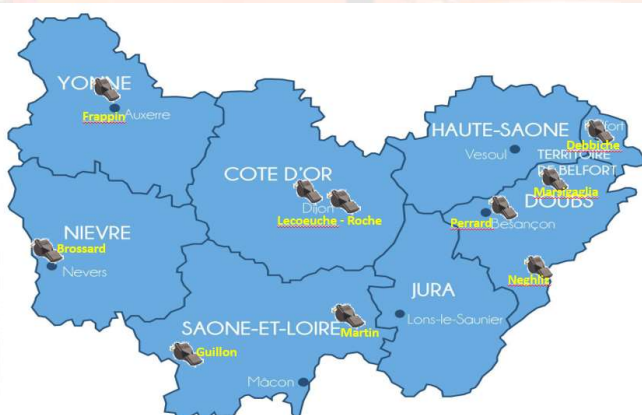 YONNE
Frappin
Auxerre
HAUTE-SAONE
Debbiche
Vesoul
TERRITOIRE
DE BELFORT
COTE D'OR
Marsigaglia
DOUBS
Dijon
Lecoeuche - Roche
Perrard
Besançon
NIEVRE
Brossard
Nevers
Neghliz
JURA
SAONE-ET-LOIRE
Martin
Lons-le-Saunier
Guillon
Mâcon